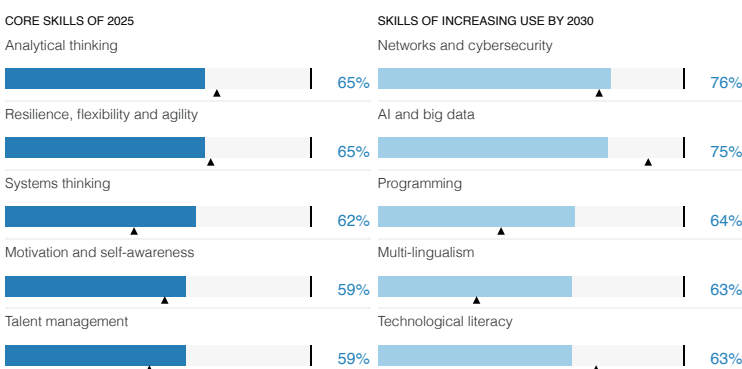 CORE SKILLS OF 2025
Analytical thinking
65%
Resilience, flexibility and agility
65%
Systems thinking
62%
Motivation and self-awareness
59%
Talent management
59%
SKILLS OF INCREASING USE BY 2030
Networks and cybersecurity
76%
AI and big data
75%
Programming
64%
Multi-lingualism
63%
Technological literacy
63%